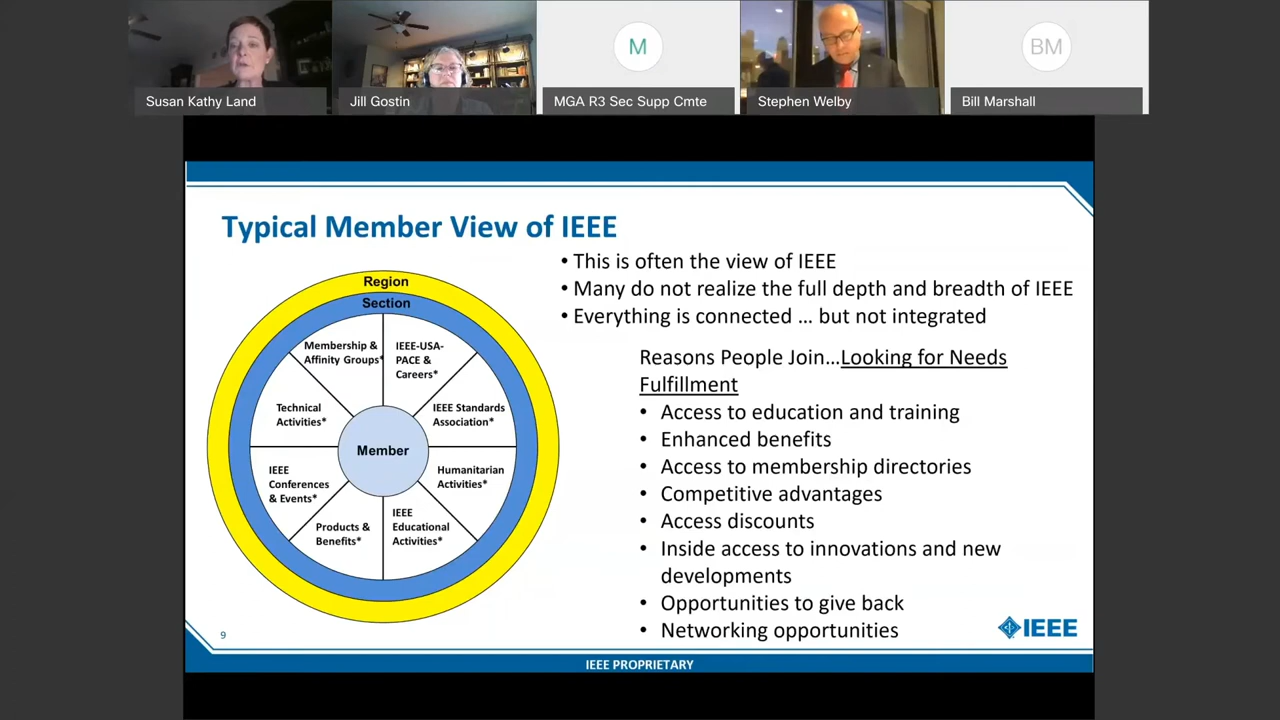 Susan Kathy Land
Jill Gostin
M
MGA R3 Sec Supp Cmte
Stephen Welby
BM
Bill Marshall
Typical Member View of IEEE
• This is often the view of IEEE
• Many do not realize the full depth and breadth of IEEE
• Everything is connected … but not integrated
Region
Section
Membership &
Affinity Groups*
IEEE-USA-
PACE &
Careers*
Technical
Activities*
IEEE Standards
Association*
Member
IEEE
Conferences
& Events*
Humanitarian
Activities*
Products &
Benefits*
IEEE
Educational
Activities*
Reasons People Join…Looking for Needs
Fulfillment
• Access to education and training
• Enhanced benefits
• Access to membership directories
• Competitive advantages
• Access discounts
• Inside access to innovations and new
developments
• Opportunities to give back
• Networking opportunities
9
IEEE
IEEE PROPRIETARY